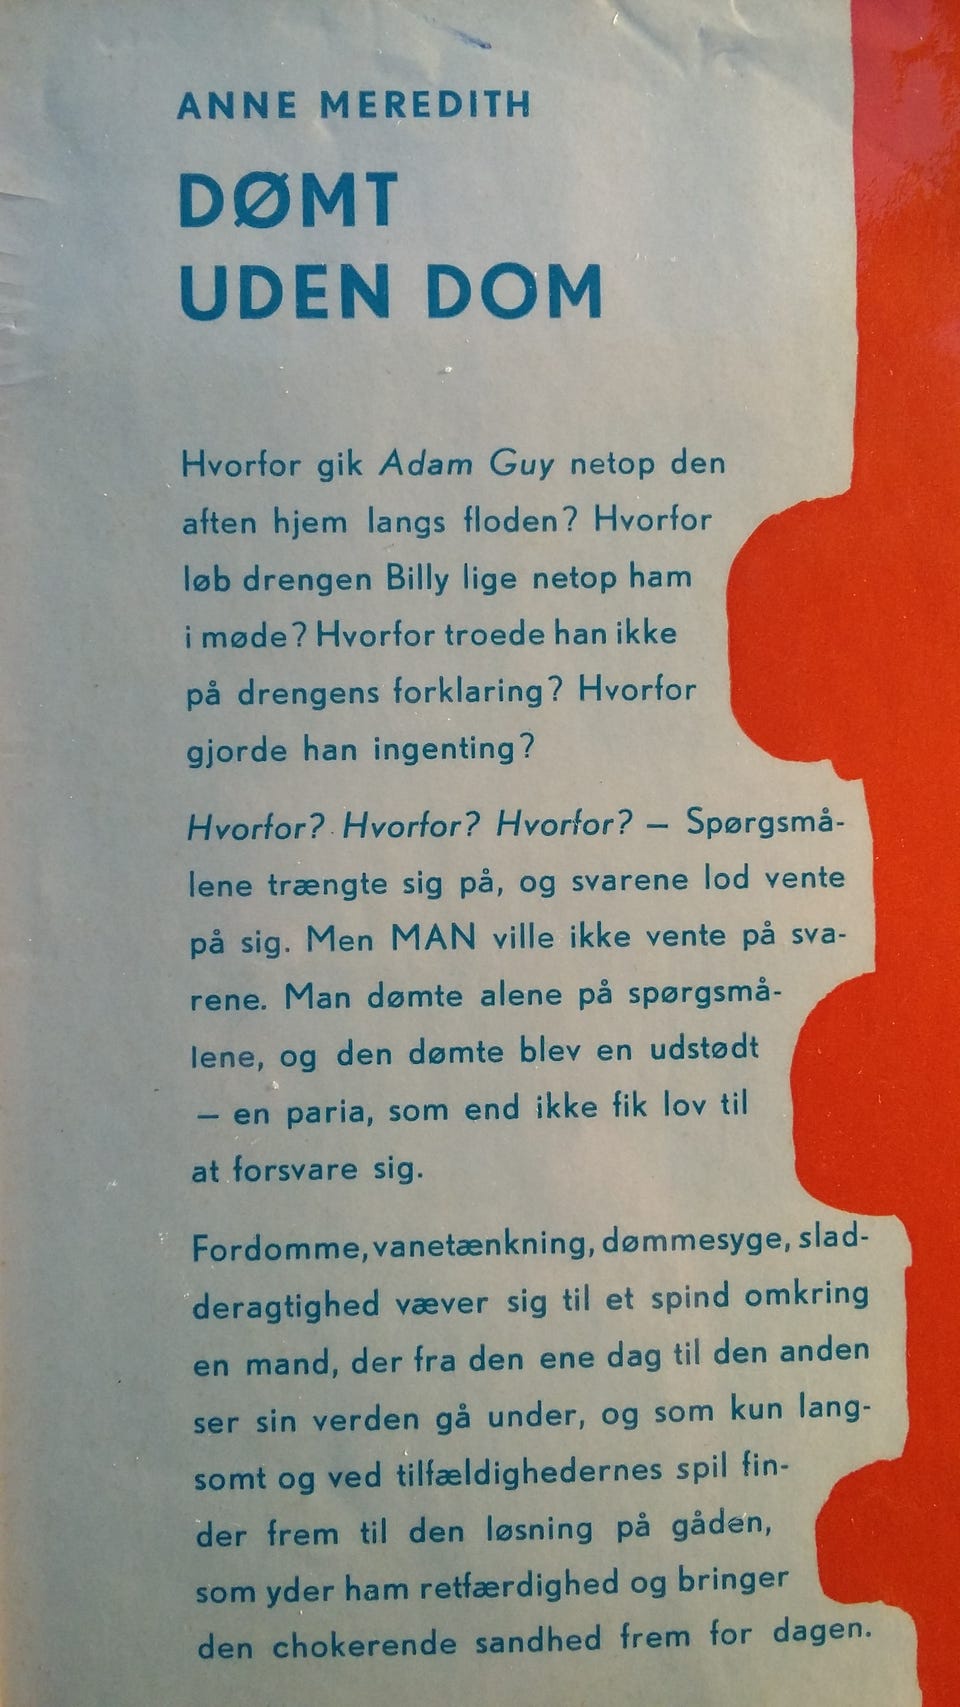 ANNE MEREDITH
DØMT
UDEN DOM
Hvorfor gik Adam Guy netop den
aften hjem langs floden? Hvorfor
løb drengen Billy lige netop ham
i møde? Hvorfor troede han ikke
på drengens forklaring? Hvorfor
gjorde han ingenting?
Hvorfor? Hvorfor? Hvorfor? — Spørgsmå-
lene trængte sig på, og svarene lod vente
på sig. Men MAN ville ikke vente på sva-
rene. Man dømte alene på spørgsmå-
lene, og den dømte blev en udstødt
— en paria, som end ikke fik lov til
at forsvare sig.
Fordomme, vanetænkning, dømmesyge, slad-
deragtighed væver sig til et spind omkring
en mand, der fra den ene dag til den anden
ser sin verden gå under, og som kun lang-
somt og ved tilfældighedernes spil fin-
der frem til den løsning på gåden,
som yder ham retfærdighed og bringer
den chokerende sandhed frem for dagen.